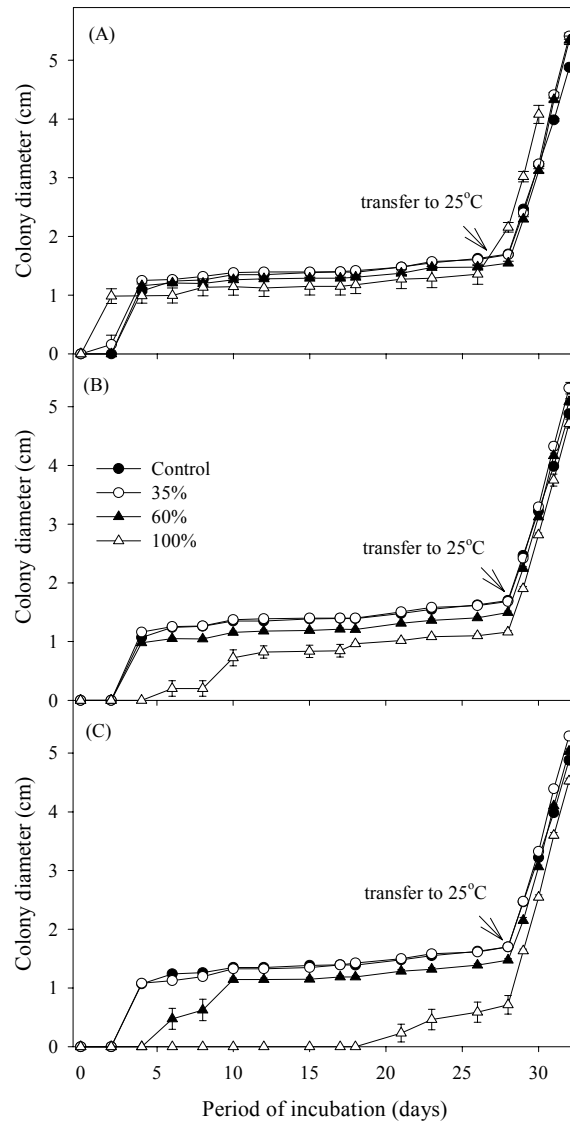 (A)
Colony diameter (cm)
5
4
3
2
1
0
transfer to 25°C
(B)
Colony diameter (cm)
5
4
3
2
1
0
Control
35%
60%
100%
transfer to 25°C
(C)
Colony diameter (cm)
5
4
3
2
1
0
transfer to 25°C
0 5 10 15 20 25 30
Period of incubation (days)